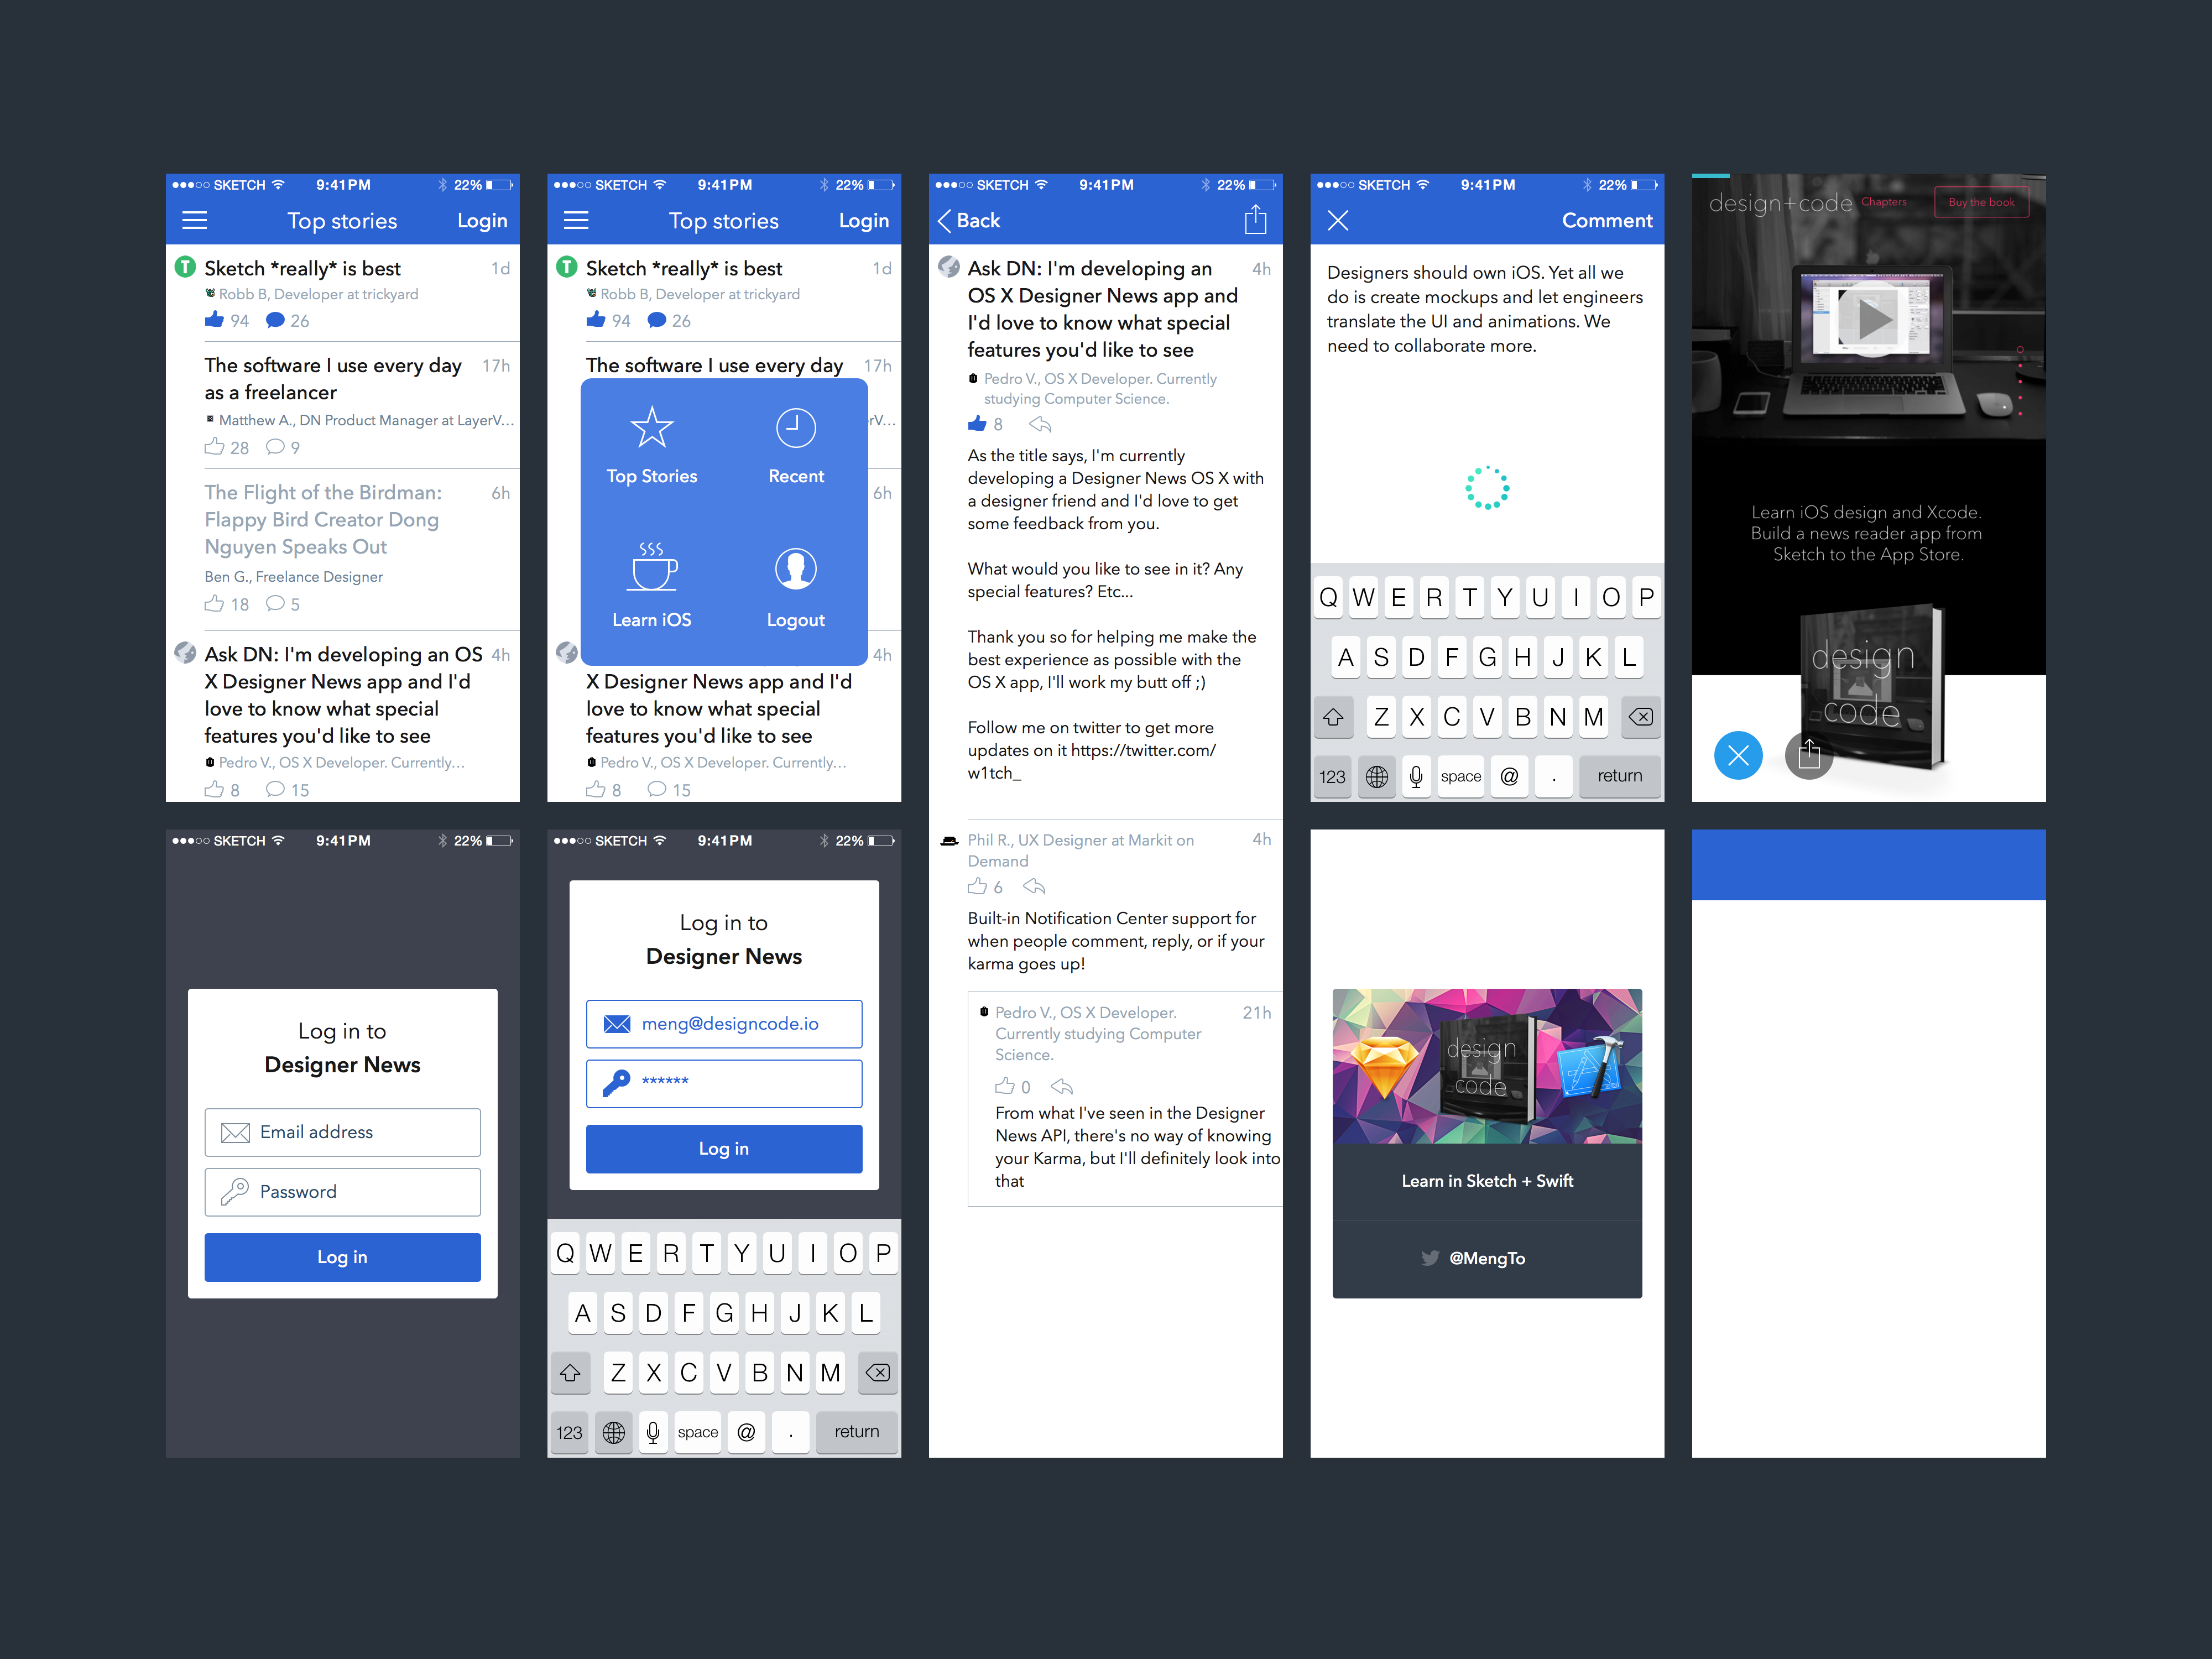 SKETCH 9:41PM 22%
Top stories Login
Sketch *really* is best 1d
Robb B, Developer at trickyard
94 26
The software I use every day 17h
as a freelancer
Matthew A., DN Product Manager at LayerV...
28 9
The Flight of the Birdman: 6h
Flappy Bird Creator Dong
Nguyen Speaks Out
Ben G., Freelance Designer
18 5
Ask DN: I'm developing an OS 4h
X Designer News app and I'd
love to know what special
features you'd like to see
Pedro V., OS X Developer. Currently...
8 15
SKETCH 9:41PM 22%
Top stories Login
Sketch *really* is best 1d
Robb B, Developer at trickyard
94 26
The software I use every day 17h
rV...
6h
Top Stories Recent
Learn iOS Logout
4h
X Designer News app and I'd
love to know what special
features you'd like to see
Pedro V., OS X Developer. Currently...
8 15
SKETCH 9:41PM 22%
Back
Ask DN: I'm developing an 4h
OS X Designer News app and
I'd love to know what special
features you'd like to see
Pedro V., OS X Developer. Currently
studying Computer Science.
8
As the title says, I'm currently
developing a Designer News OS X with
a designer friend and I'd love to get
some feedback from you.
What would you like to see in it? Any
special features? Etc...
Thank you so for helping me make the
best experience as possible with the
OS X app, I'll work my butt off ;)
Follow me on twitter to get more
updates on it https://twitter.com/
w1tch_
Phil R., UX Designer at Markit on 4h
Demand
6
Built-in Notification Center support for
when people comment, reply, or if your
karma goes up!
Pedro V., OS X Developer. 21h
Currently studying Computer
Science.
0
From what I've seen in the Designer
News API, there's no way of knowing
your Karma, but I'll definitely look into
that
SKETCH 9:41PM 22%
Comment
Designers should own iOS. Yet all we
do is create mockups and let engineers
translate the UI and animations. We
need to collaborate more.
Q W E R T Y U I O P
A S D F G H J K L
Z X C V B N M
123 space @ . return
design+code Chapters Buy the book
Learn iOS design and Xcode.
Build a news reader app from
Sketch to the App Store.
design
code
SKETCH 9:41PM 22%
Log in to
Designer News
Email address
Password
Log in
SKETCH 9:41PM 22%
Log in to
Designer News
meng@designcode.io
******
Log in
Q W E R T Y U I O P
A S D F G H J K L
Z X C V B N M
123 space @ . return
design
code
Learn in Sketch + Swift
@MengTo